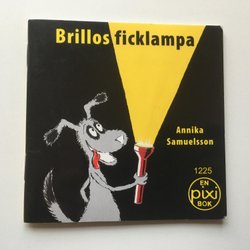 Brillos ficklampa
Annika
Samuelsson
1225
EN
pixi
BOK